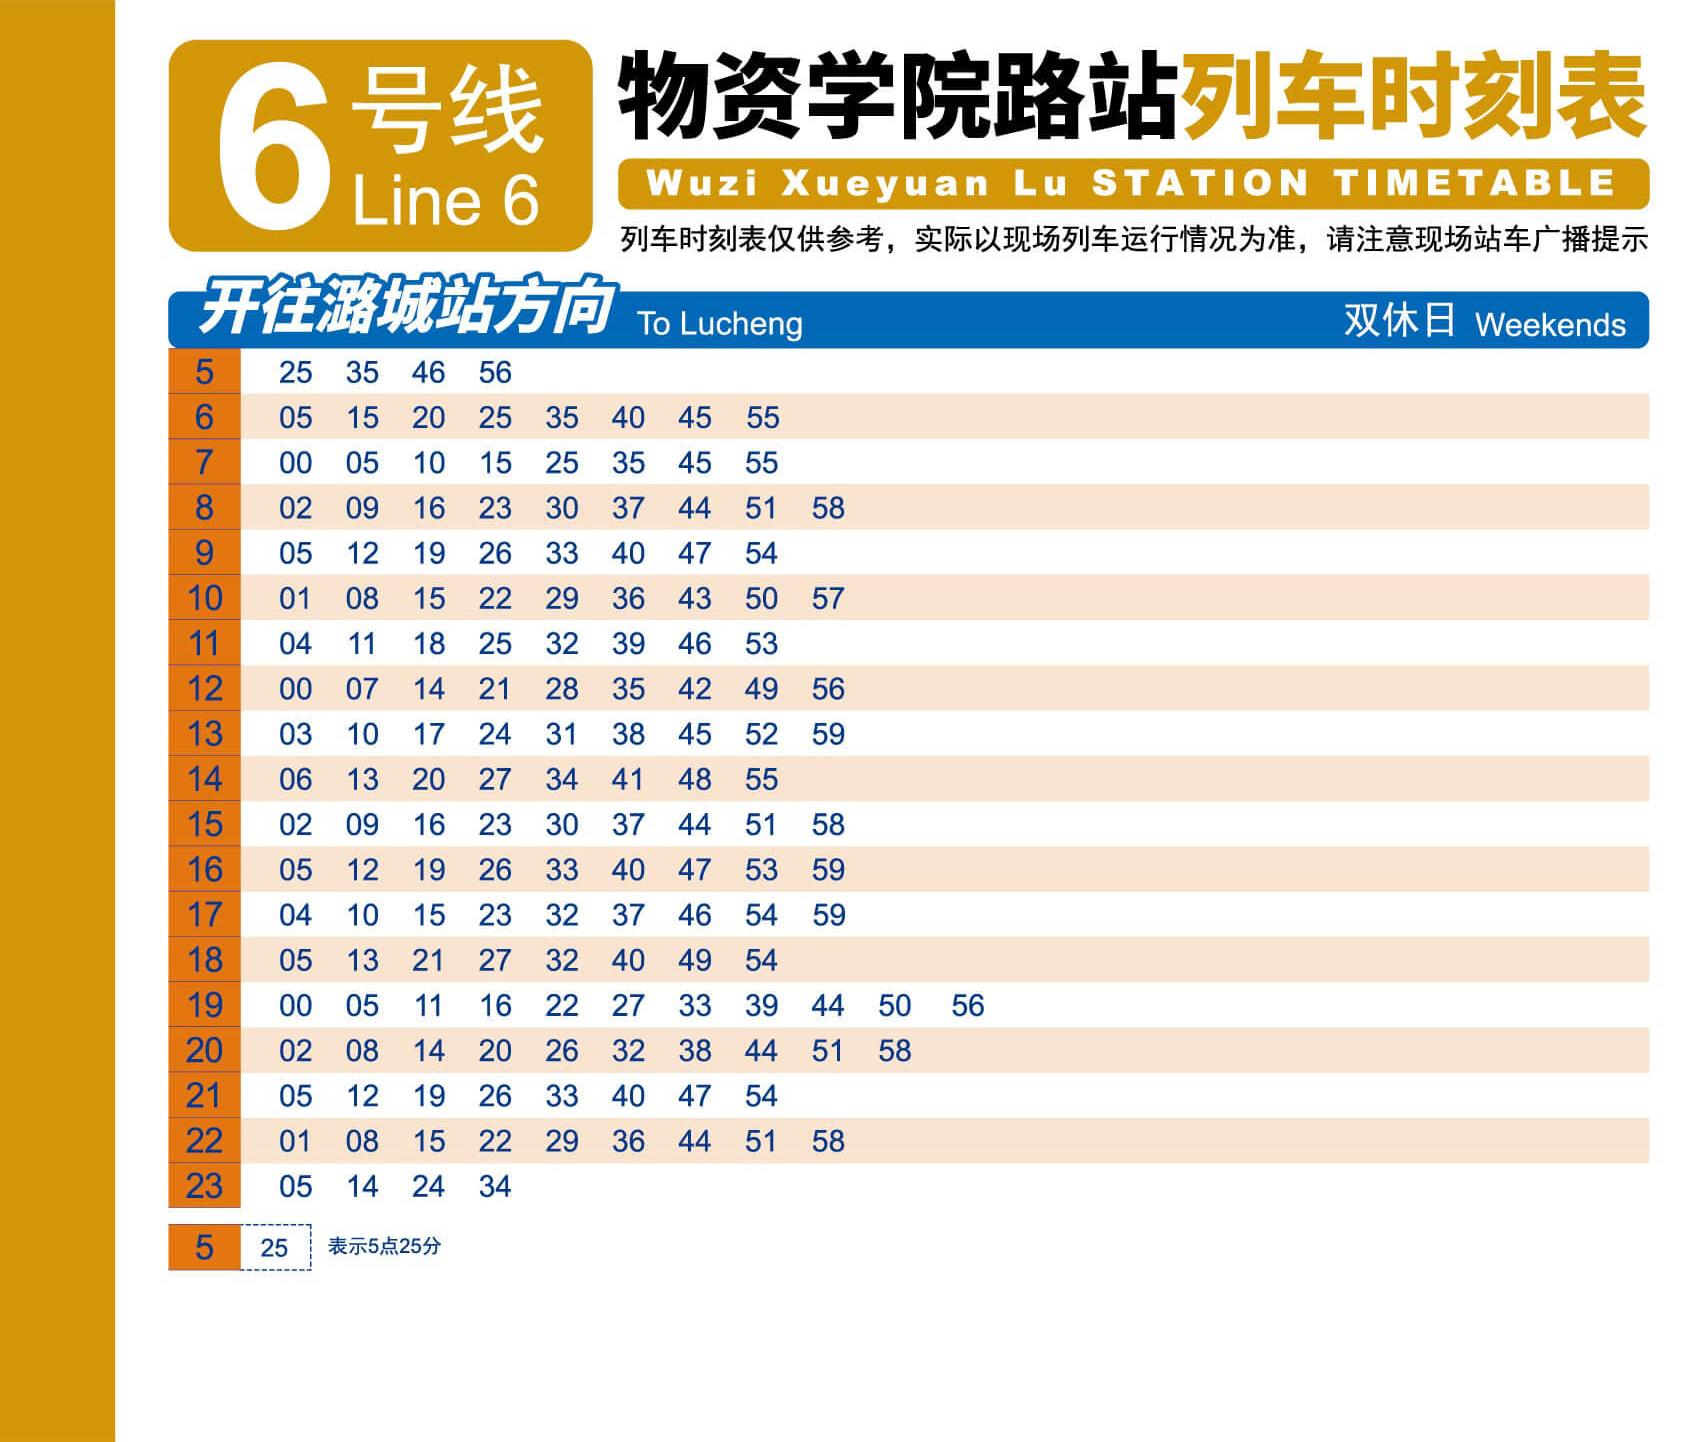 6号线
Line 6
物资学院路站列车时刻表
Wuzi Xueyuan Lu STATION TIMETABLE
列车时刻表仅供参考，实际以现场列车运行情况为准，请注意现场站车广播提示
开往潞城站方向 To Lucheng 双休日 Weekends
5 25 35 46 56
6 05 15 20 25 35 40 45 55
7 00 05 10 15 25 35 45 55
8 02 09 16 23 30 37 44 51 58
9 05 12 19 26 33 40 47 54
10 01 08 15 22 29 36 43 50 57
11 04 11 18 25 32 39 46 53
12 00 07 14 21 28 35 42 49 56
13 03 10 17 24 31 38 45 52 59
14 06 13 20 27 34 41 48 55
15 02 09 16 23 30 37 44 51 58
16 05 12 19 26 33 40 47 53 59
17 04 10 15 23 32 37 46 54 59
18 05 13 21 27 32 40 49 54
19 00 05 11 16 22 27 33 39 44 50 56
20 02 08 14 20 26 32 38 44 51 58
21 05 12 19 26 33 40 47 54
22 01 08 15 22 29 36 44 51 58
23 05 14 24 34
5 25 表示5点25分